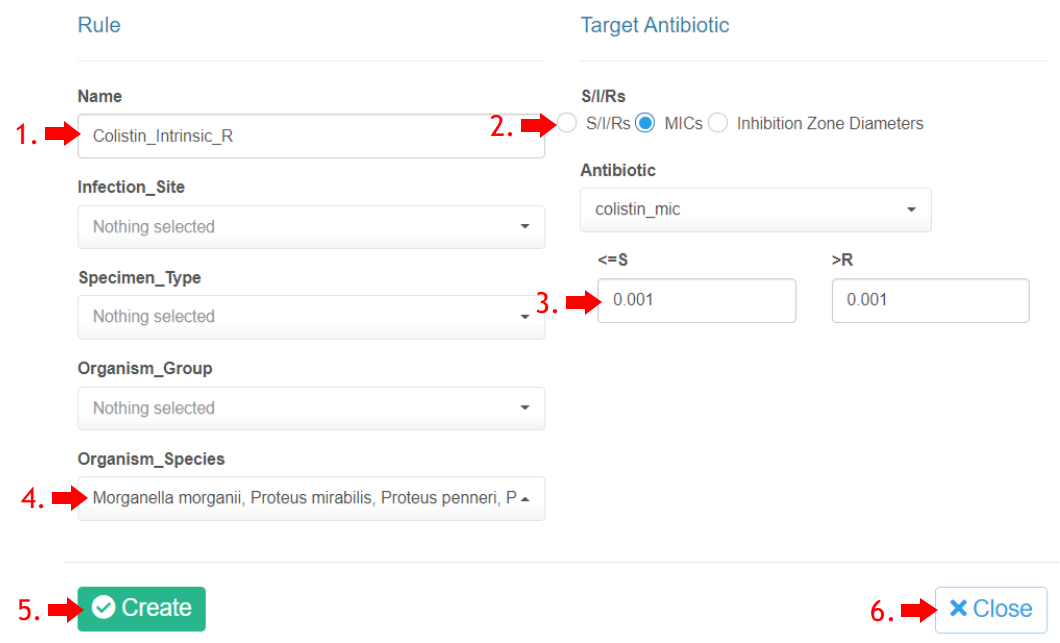 Rule
Target Antibiotic
Name
S/I/Rs
1. Colistin_Intrinsic_R
2. S/I/Rs MICs Inhibition Zone Diameters
Infection_Site
Antibiotic
Nothing selected
colistin_mic
Specimen_Type
<=S >R
Nothing selected
3. 0.001 0.001
Organism_Group
Nothing selected
Organism_Species
4. Morganella morganii, Proteus mirabilis, Proteus penneri, P
5. Create
6. Close